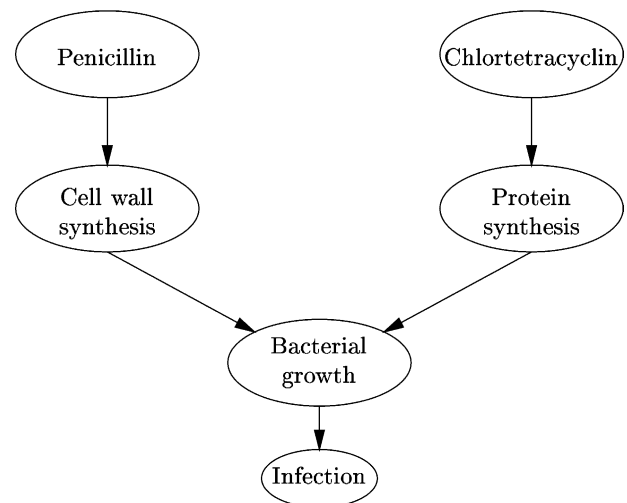 Penicillin
Chlortetracyclin
Cell wall
synthesis
Protein
synthesis
Bacterial
growth
Infection